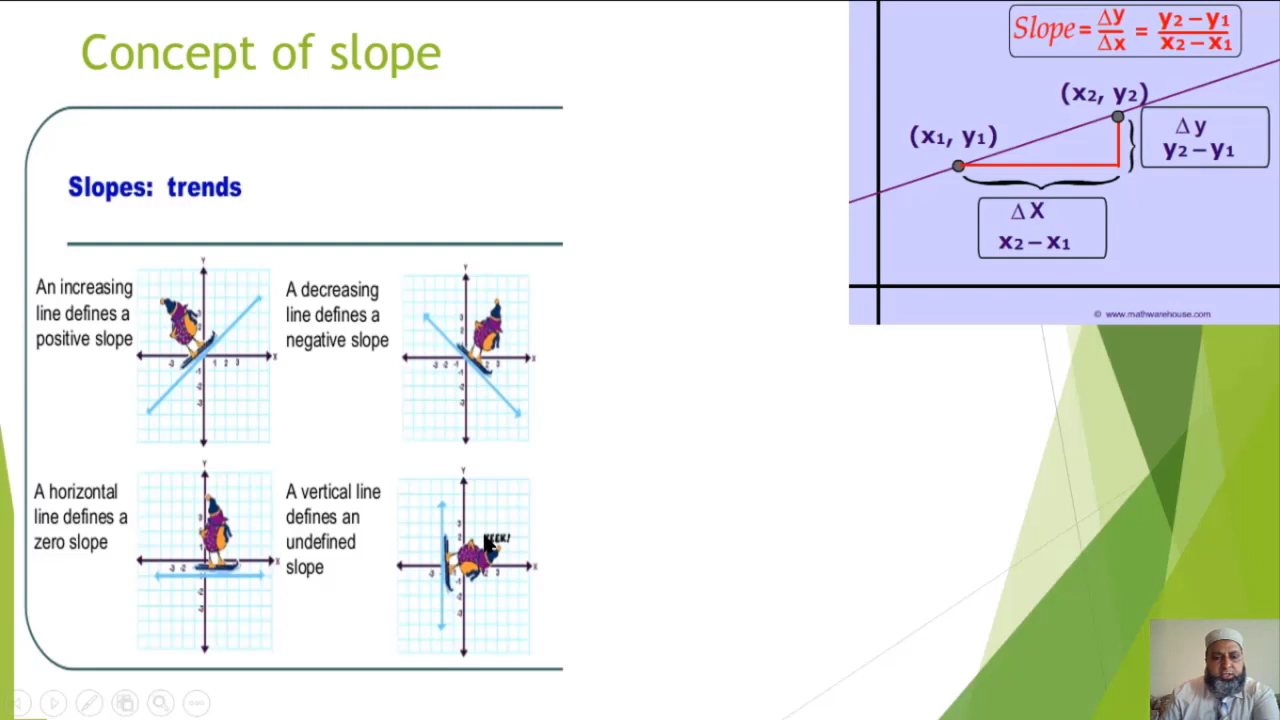 Concept of slope
Slopes: trends
An increasing
line defines a
positive slope
A decreasing
line defines a
negative slope
A horizontal
line defines a
zero slope
A vertical line
defines an
undefined
slope
Slope = Δy/Δx = y₂ – y₁/x₂ – x₁
(x₂, y₂)
(x₁, y₁)
Δy
y₂ – y₁
Δx
x₂ – x₁
© www.mathwarehouse.com